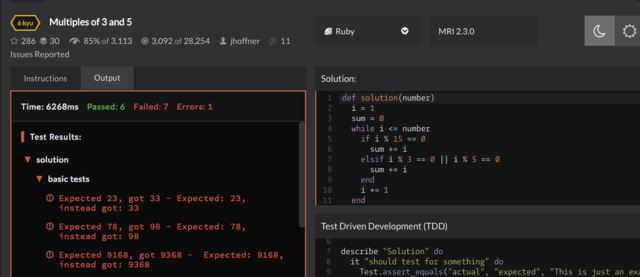 6 kyu Multiples of 3 and 5
286 30 85% of 3,113 3,092 of 28,254 jhoffner 11
Issues Reported
Ruby
MRI 2.3.0
Instructions Output
Time: 6268ms Passed: 6 Failed: 7 Errors: 1
Test Results:
▼ solution
▼ basic tests
Expected 23, got 33 - Expected: 23,
instead got: 33
Expected 78, got 98 - Expected: 78,
instead got: 98
Expected 9168, got 9368 - Expected: 9168,
instead got: 9368
Solution:
1 def solution(number)
2 i = 1
3 sum = 0
4 while i <= number
5 if i % 15 == 0
6 sum += i
7 elsif i % 3 == 0 || i % 5 == 0
8 sum += i
9 end
10 i += 1
11 end
Test Driven Development (TDD)
6
7 describe "Solution" do
8 it "should test for something" do
9 Test.assert_equals("actual", "expected", "This is just an ex